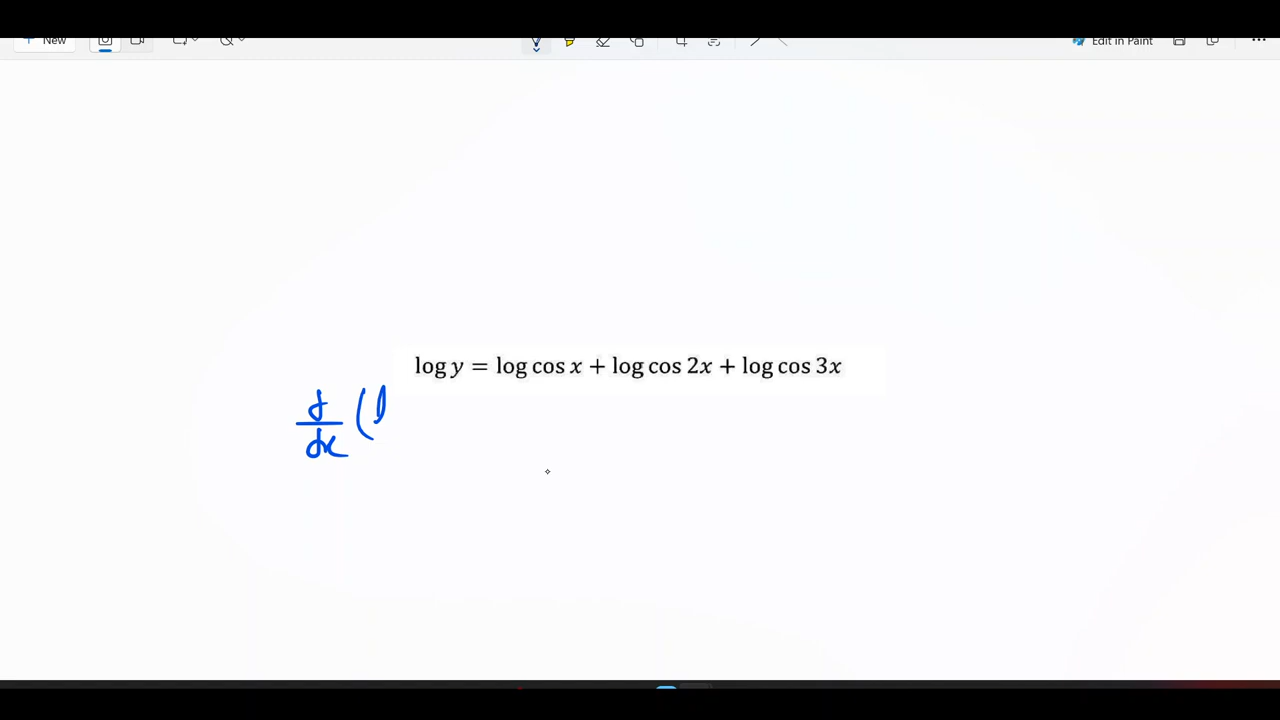 New
Edit in Paint
log y = log cos x + log cos 2x + log cos 3x
d/dx (l